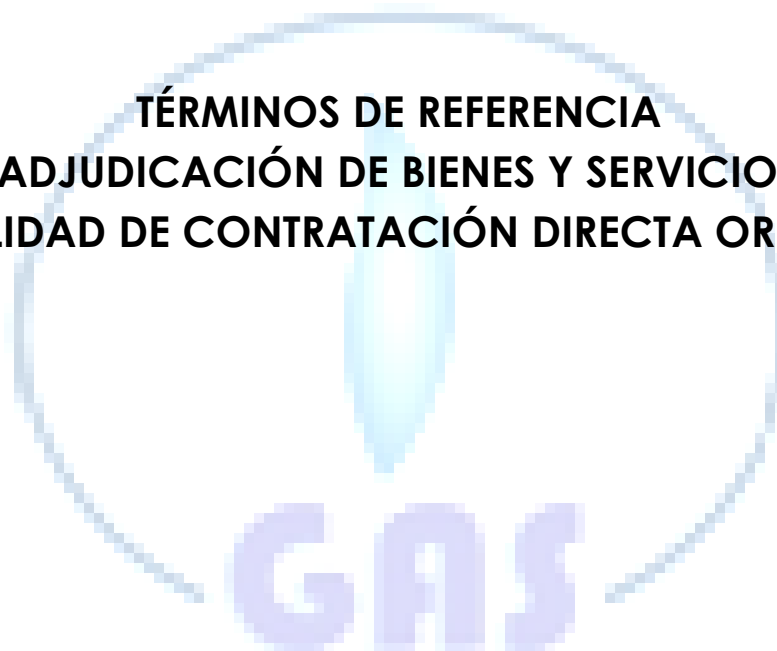 TÉRMINOS DE REFERENCIA
ADJUDICACIÓN DE BIENES Y SERVICIO
LIDAD DE CONTRATACIÓN DIRECTA OR
GAS